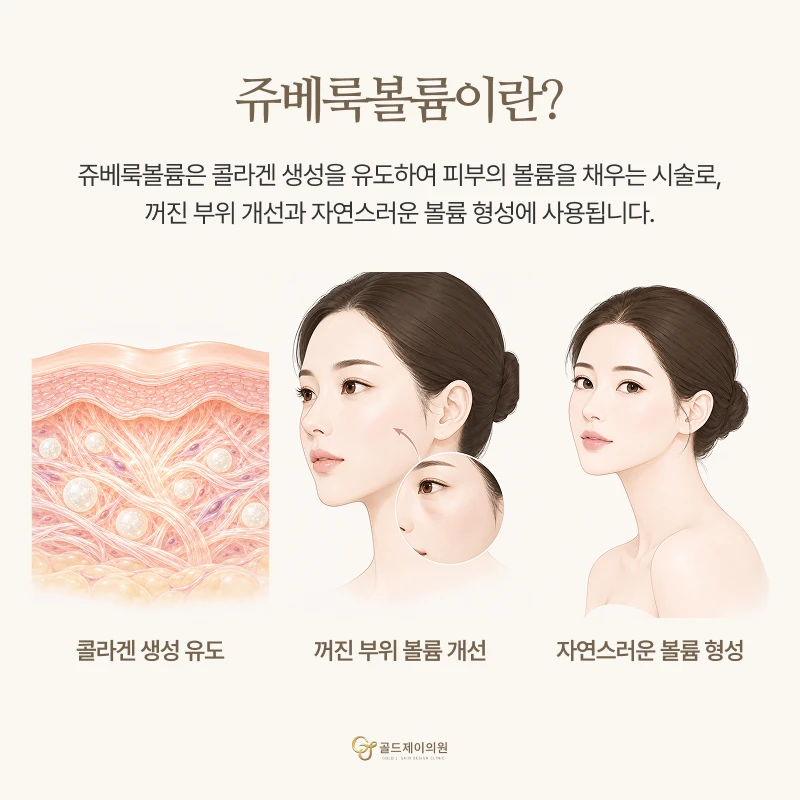 쥬베룩볼륨이란?
쥬베룩볼륨은 콜라겐 생성을 유도하여 피부의 볼륨을 채우는 시술로,
꺼진 부위 개선과 자연스러운 볼륨 형성에 사용됩니다.
콜라겐 생성 유도
꺼진 부위 볼륨 개선
자연스러운 볼륨 형성
골드제이의원
GOLD J SKIN DESIGN CLINIC